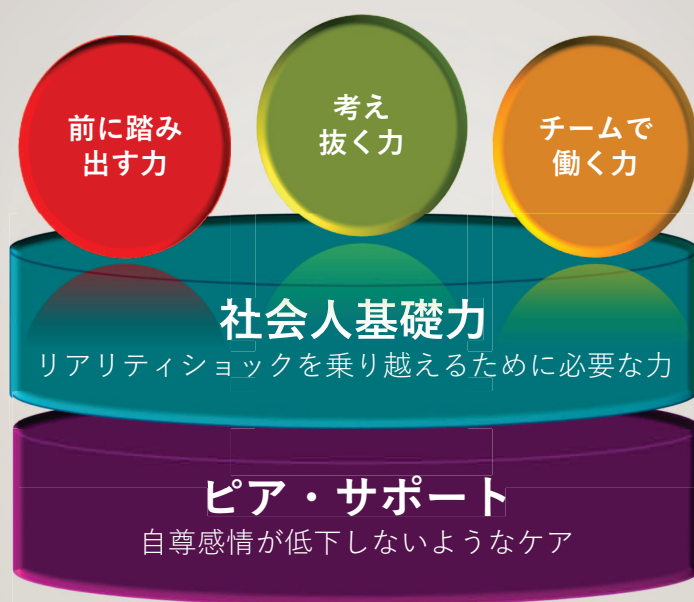 前に踏み
出す力
考え
抜く力
チームで
働く力
社会人基礎力
リアリティショックを乗り越えるために必要な力
ピア・サポート
自尊感情が低下しないようなケア